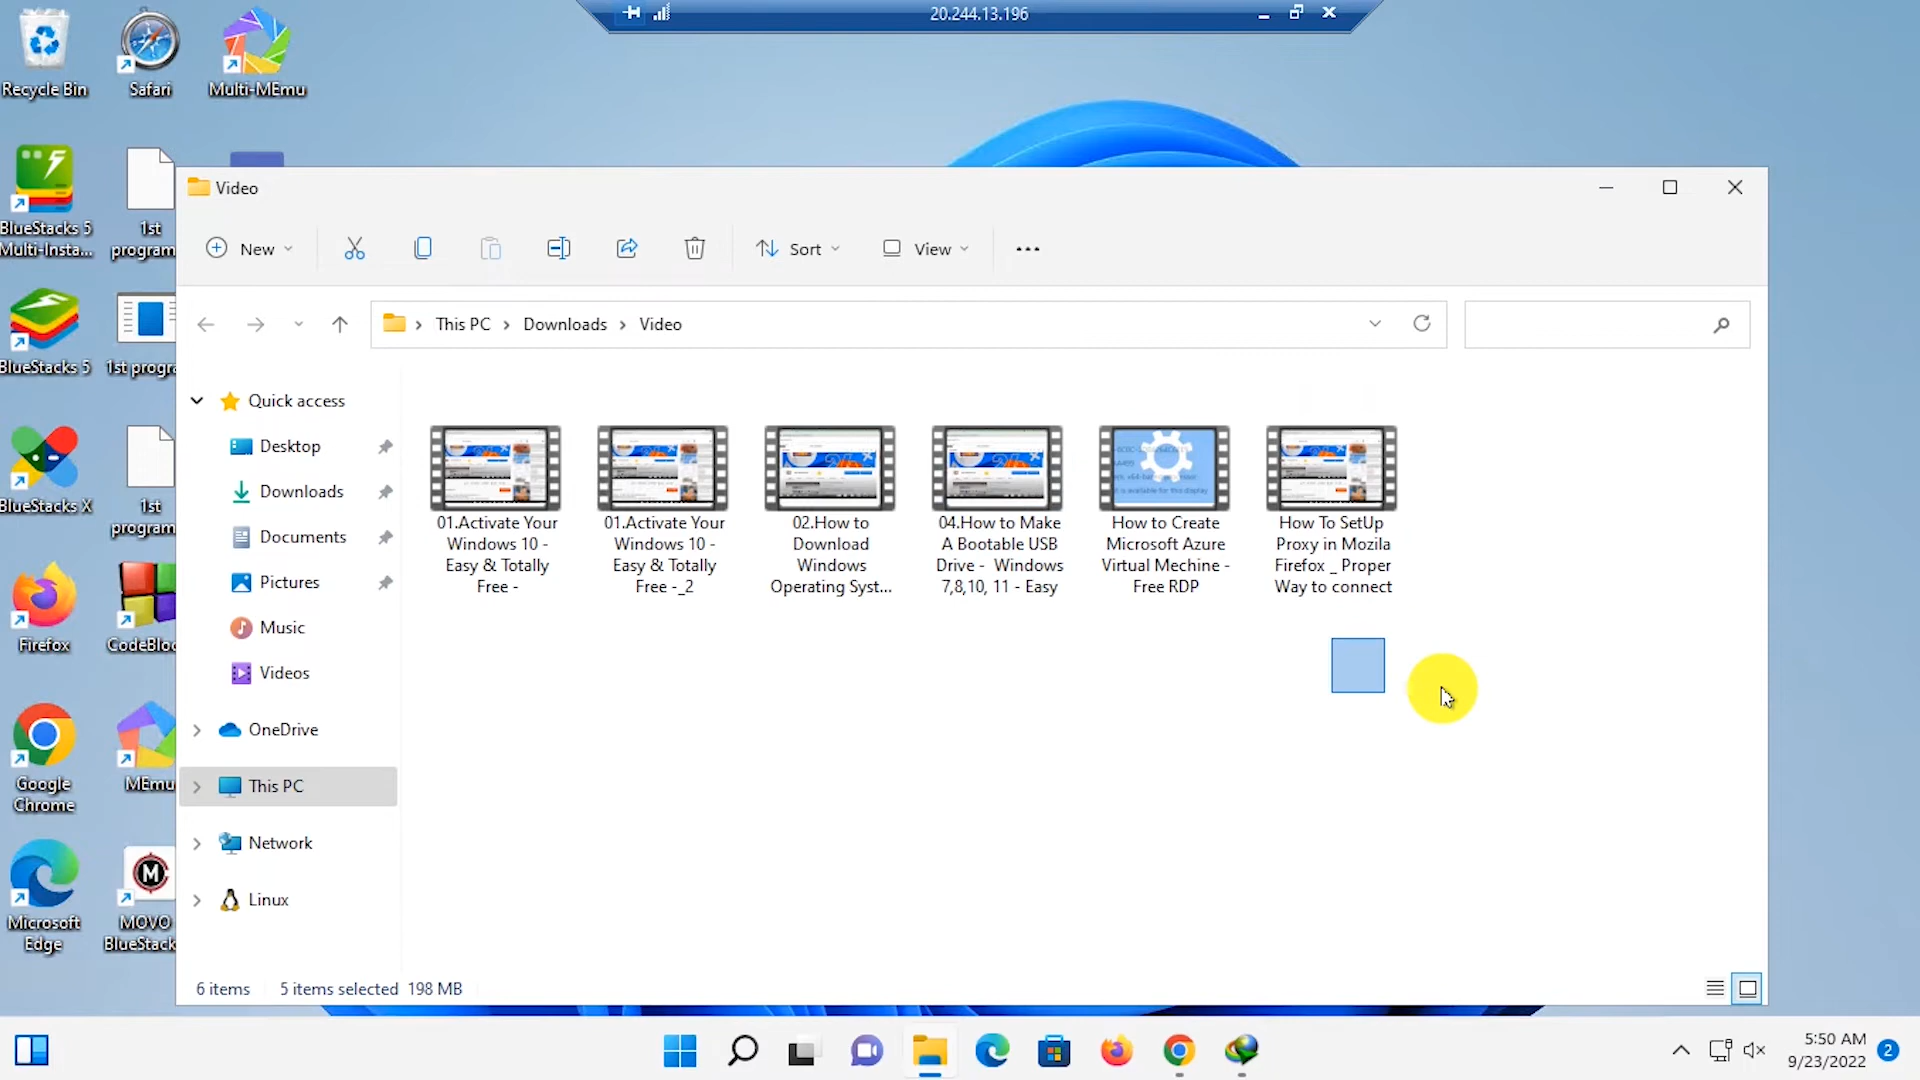 20.244.13.196
Recycle Bin
Safari
Multi-MEmu
BlueStacks 5
Multi-Insta...
1st
program
BlueStacks 5
1st progra
BlueStacks X
1st
program
Firefox
CodeBloc
Google
Chrome
MEmu
Microsoft
Edge
MOVO
BlueStack
Video
New
Sort
View
This PC
Downloads
Video
Quick access
Desktop
Downloads
Documents
Pictures
Music
Videos
OneDrive
This PC
Network
Linux
01.Activate Your
Windows 10 -
Easy & Totally
Free -
01.Activate Your
Windows 10 -
Easy & Totally
Free -_2
02.How to
Download
Windows
Operating Syst...
04.How to Make
A Bootable USB
Drive - Windows
7,8,10, 11 - Easy
How to Create
Microsoft Azure
Virtual Mechine -
Free RDP
How To SetUp
Proxy in Mozila
Firefox _ Proper
Way to connect
6 items
5 items selected 198 MB
5:50 AM
9/23/2022
2